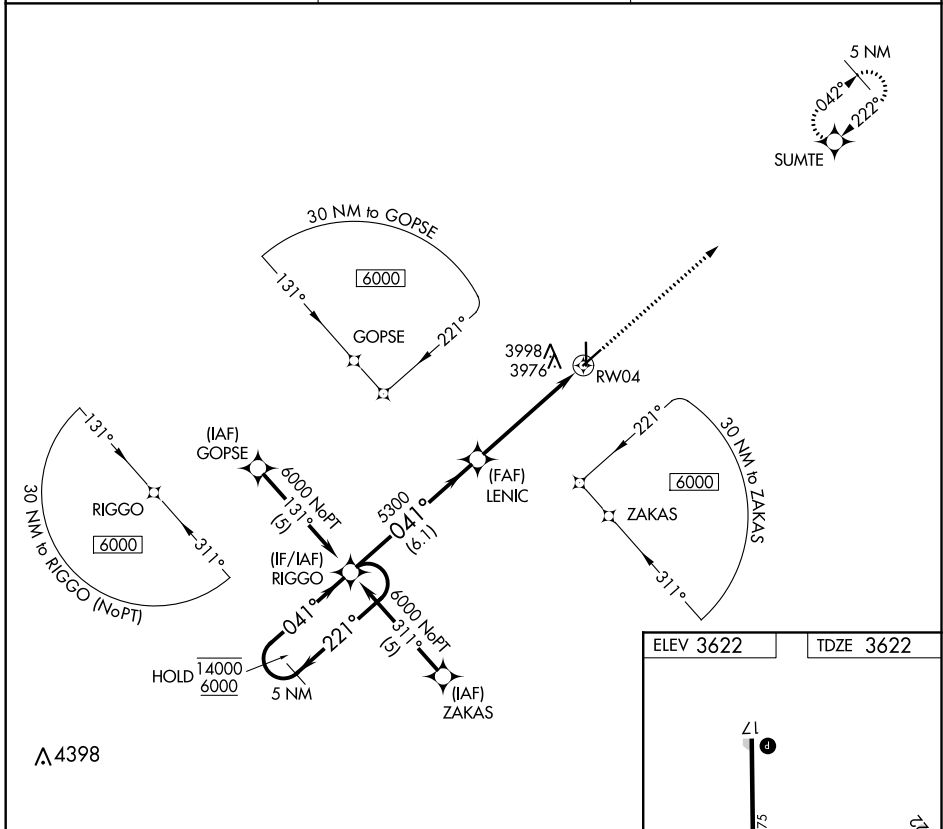 5 NM
042°
222°
SUMTE
30 NM to GOPSE
6000
131°
221°
GOPSE
3998
3976
RW04
131°
RIGGO
6000
311°
30 NM to RIGGO (NoPT)
(IAF)
GOPSE
6000 NoPT
131°
(5)
(FAF)
LENIC
5300
041°
(6.1)
221°
6000
ZAKAS
311°
30 NM to ZAKAS
(IF/IAF)
RIGGO
041°
221°
6000 NoPT
311°
(5)
HOLD 14000
6000
5 NM
(IAF)
ZAKAS
4398
ELEV 3622
TDZE 3622
17
P
75
22